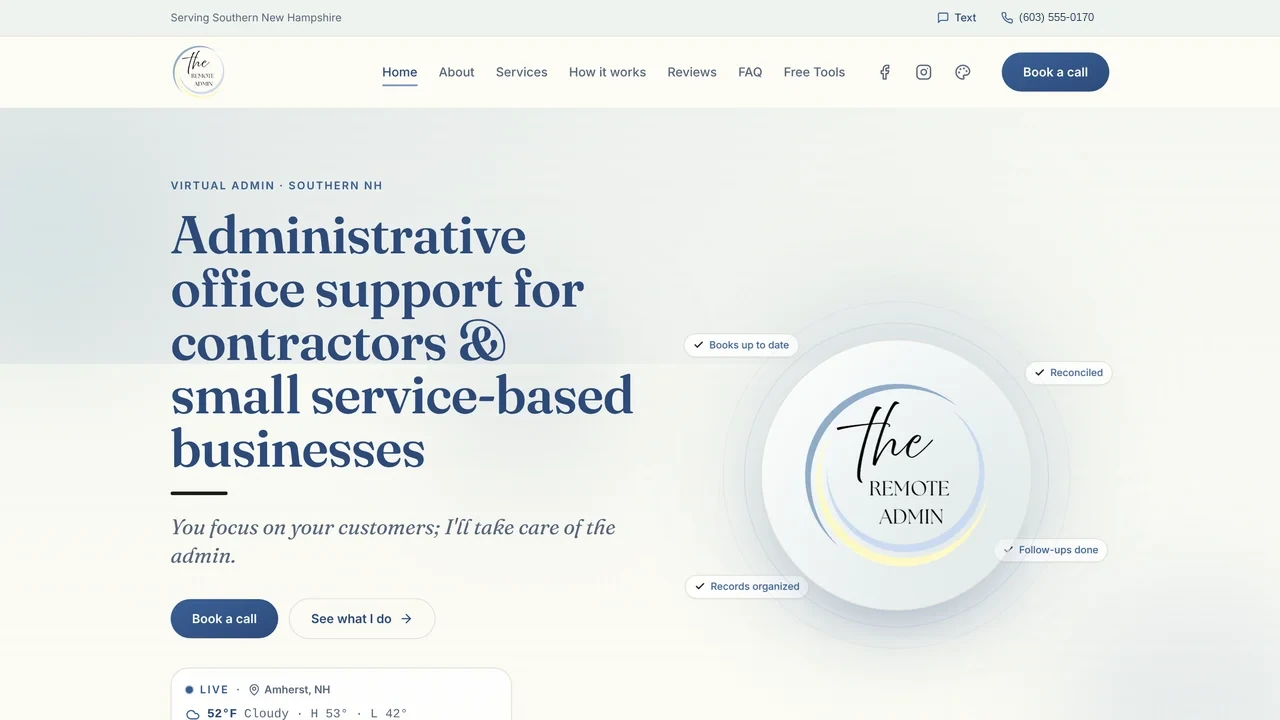 Serving Southern New Hampshire
Text
(603) 555-0170
the
REMOTE
ADMIN
Home
About
Services
How it works
Reviews
FAQ
Free Tools
Book a call
VIRTUAL ADMIN · SOUTHERN NH
Administrative
office support for
contractors &
small service-based
businesses
You focus on your customers; I'll take care of the
admin.
Book a call
See what I do →
Books up to date
Reconciled
the
REMOTE
ADMIN
Follow-ups done
Records organized
LIVE · Amherst, NH
52°F Cloudy · H 53° · L 42°